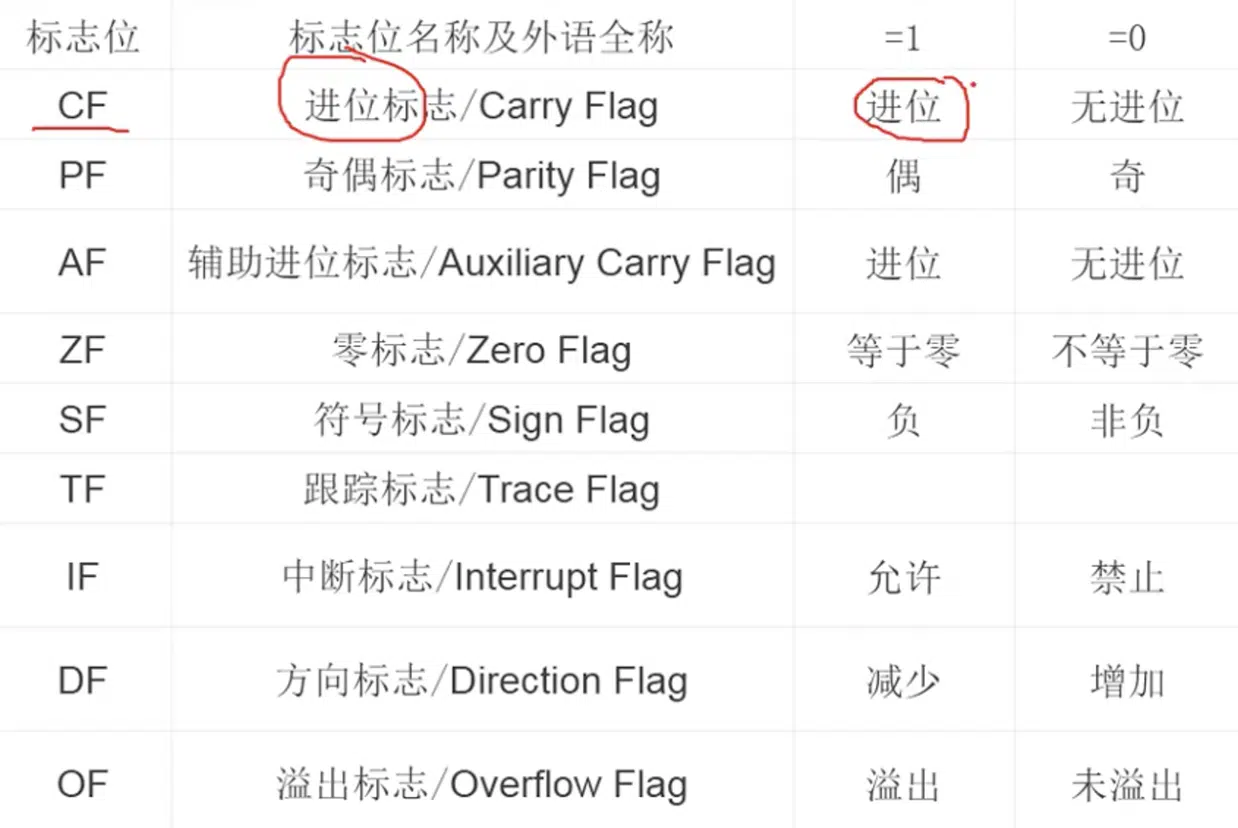 标志位 标志位名称及外语全称 =1 =0
CF 进位标志/Carry Flag 进位 无进位
PF 奇偶标志/Parity Flag 偶 奇
AF 辅助进位标志/Auxiliary Carry Flag 进位 无进位
ZF 零标志/Zero Flag 等于零 不等于零
SF 符号标志/Sign Flag 负 非负
TF 跟踪标志/Trace Flag
IF 中断标志/Interrupt Flag 允许 禁止
DF 方向标志/Direction Flag 减少 增加
OF 溢出标志/Overflow Flag 溢出 未溢出